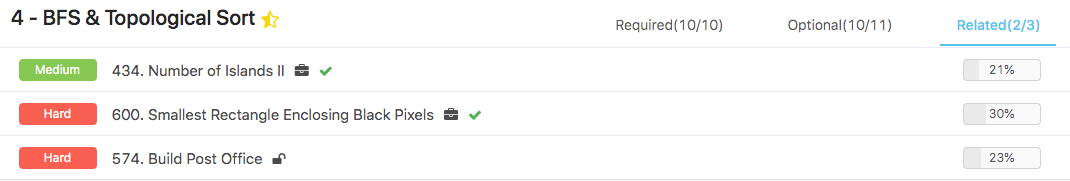 4 - BFS & Topological Sort Required(10/10) Optional(10/11) Related(2/3)
Medium 434. Number of Islands II 21%
Hard 600. Smallest Rectangle Enclosing Black Pixels 30%
Hard 574. Build Post Office 23%